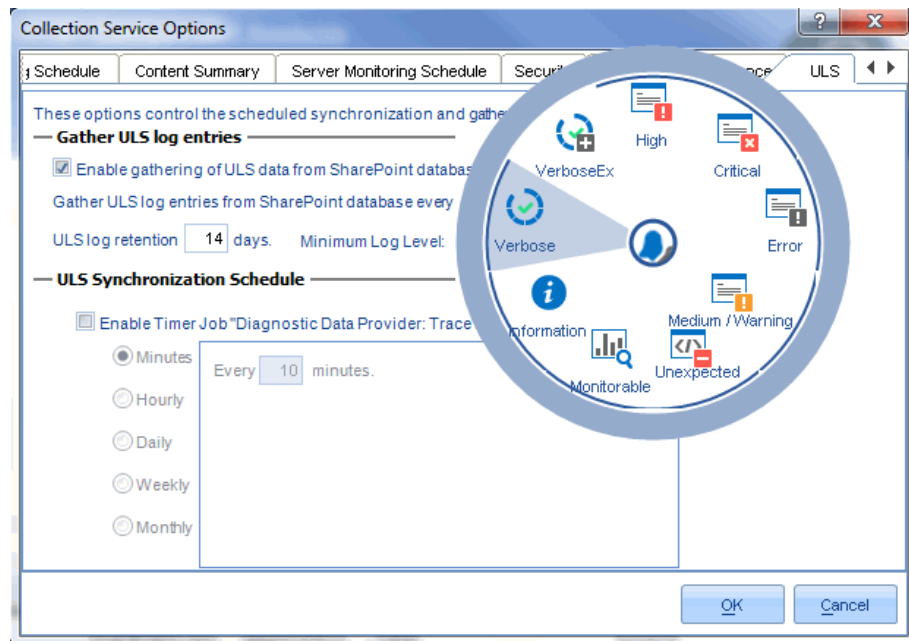 Collection Service Options
Schedule Content Summary Server Monitoring Schedule ULS
These options control the scheduled synchronization and
Gather ULS log entries
Enable gathering of ULS data from SharePoint
Gather ULS log entries from SharePoint database every
ULS log retention 14 days. Minimum Log Level:
ULS Synchronization Schedule
Enable Timer Job "Diagnostic Data Provider: Trace
Minutes
Every 10 minutes.
Hourly
Daily
Weekly
Monthly
High
VerboseEx
Critical
Verbose
Error
Information
Medium / Warning
Unexpected
Monitorable
OK
Cancel